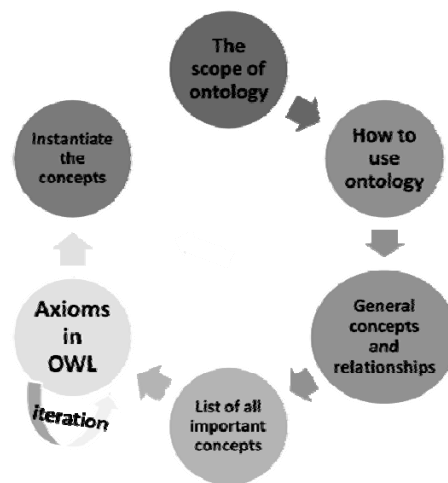 The
scope of
ontology
How to
use
ontology
General
concepts
and
relationships
List of all
important
concepts
Axioms
in
OWL
iteration
Instantiate
the
concepts